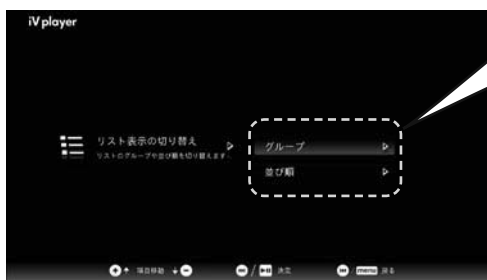 iVplayer
リスト表示の切り替え
リストのグループや並び順を切り替えます。
グループ
並び順
項目移動
/ 決定
/ menu 戻る